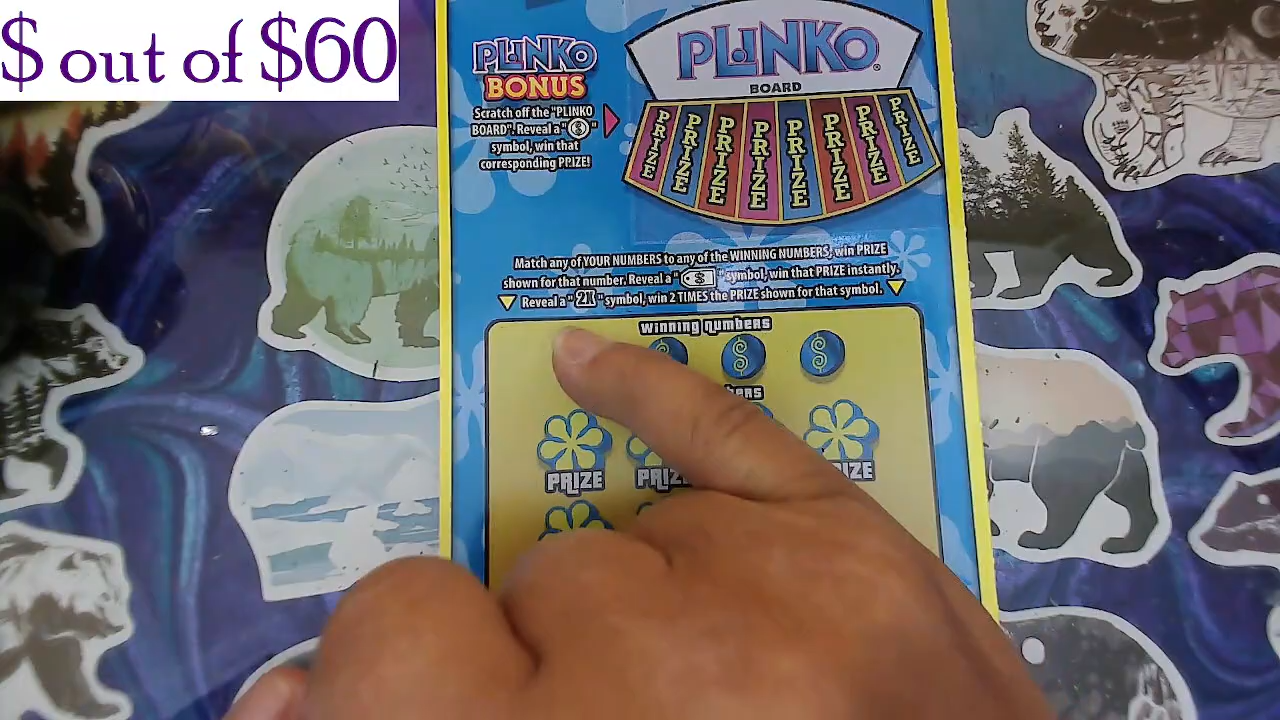 $ out of $60
PLINKO
BONUS
Scratch off the "PLINKO
BOARD". Reveal a "$"
symbol, win that
corresponding PRIZE!
PLINKO®
BOARD
PRIZE
PRIZE
PRIZE
PRIZE
PRIZE
PRIZE
PRIZE
PRIZE
Match any of YOUR NUMBERS to any of the WINNING NUMBERS, win PRIZE
shown for that number. Reveal a "$" symbol, win that PRIZE instantly.
Reveal a "2X" symbol, win 2 TIMES the PRIZE shown for that symbol.
Winning numbers
$ $ $
PRIZE PRIZE